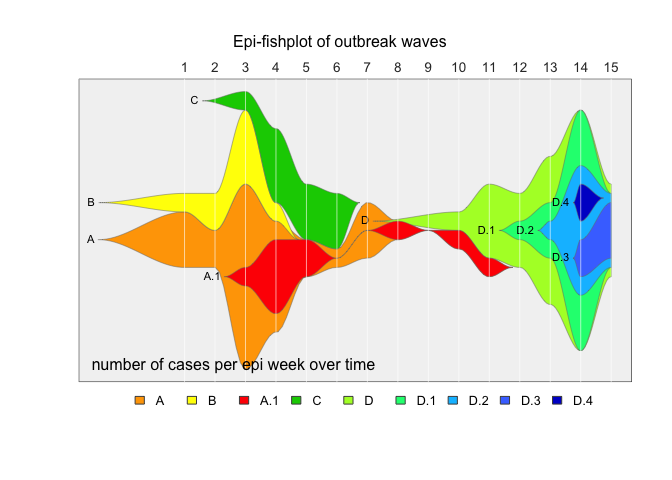 Epi-fishplot of outbreak waves
1 2 3 4 5 6 7 8 9 10 11 12 13 14 15
C
B
D.4
D
D.1 D.2
A
D.3
A.1
number of cases per epi week over time
A B A.1 C D D.1 D.2 D.3 D.4